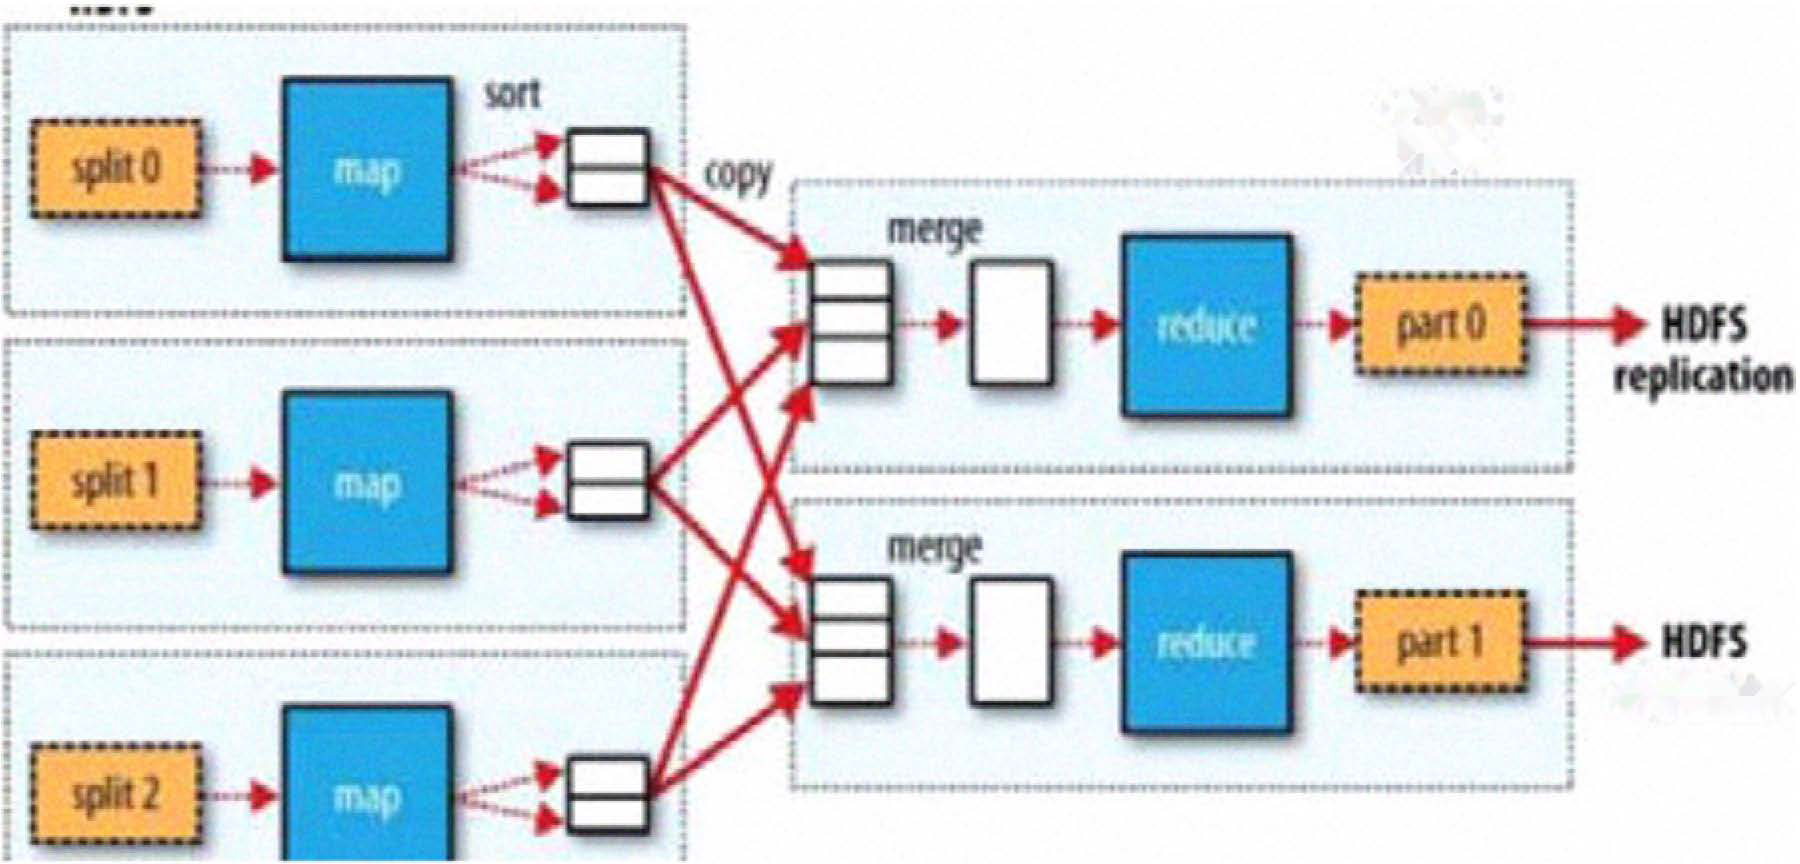 split 0
map
sort
copy
merge
reduce
part 0
HDFS
replication
split 1
map
merge
reduce
part 1
HDFS
split 2
map